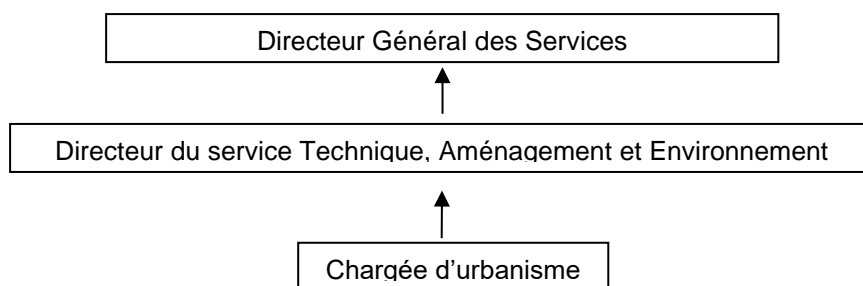 Directeur Général des Services
Directeur du service Technique, Aménagement et Environnement
Chargée d'urbanisme